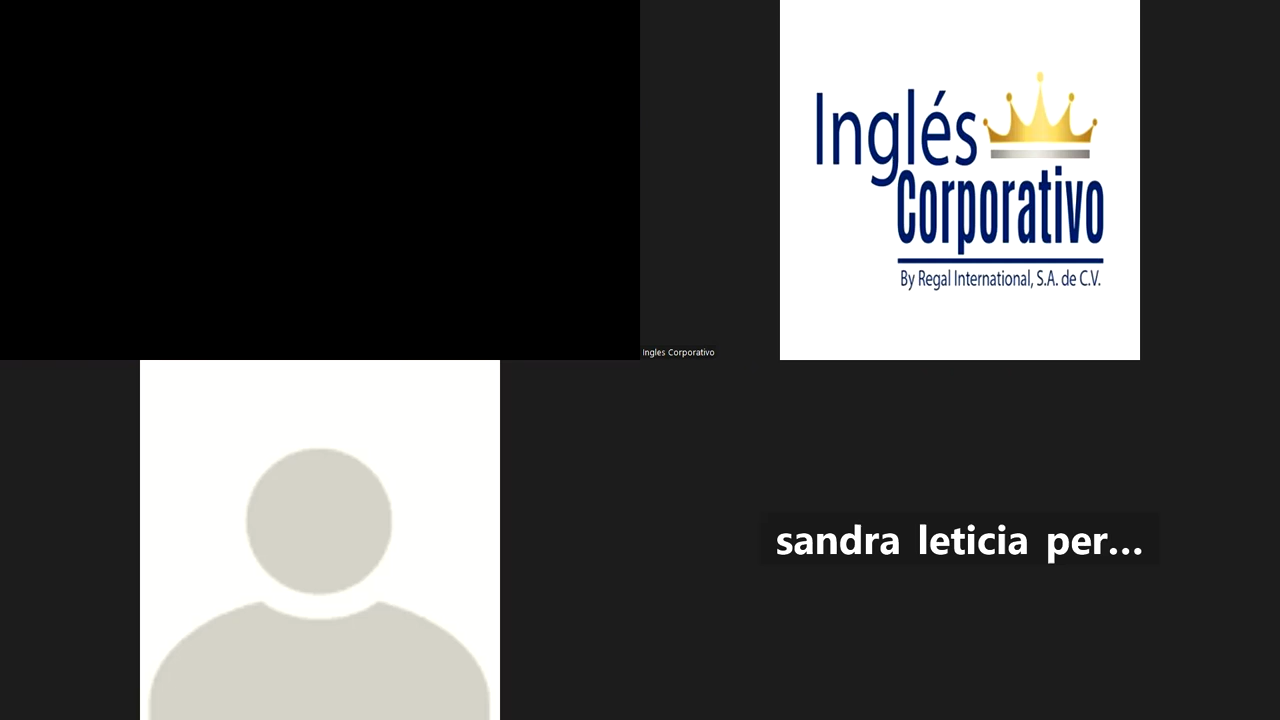 Inglés
Corporativo
By Regal International, S.A. de C.V.
Ingles Corporativo
sandra leticia per...